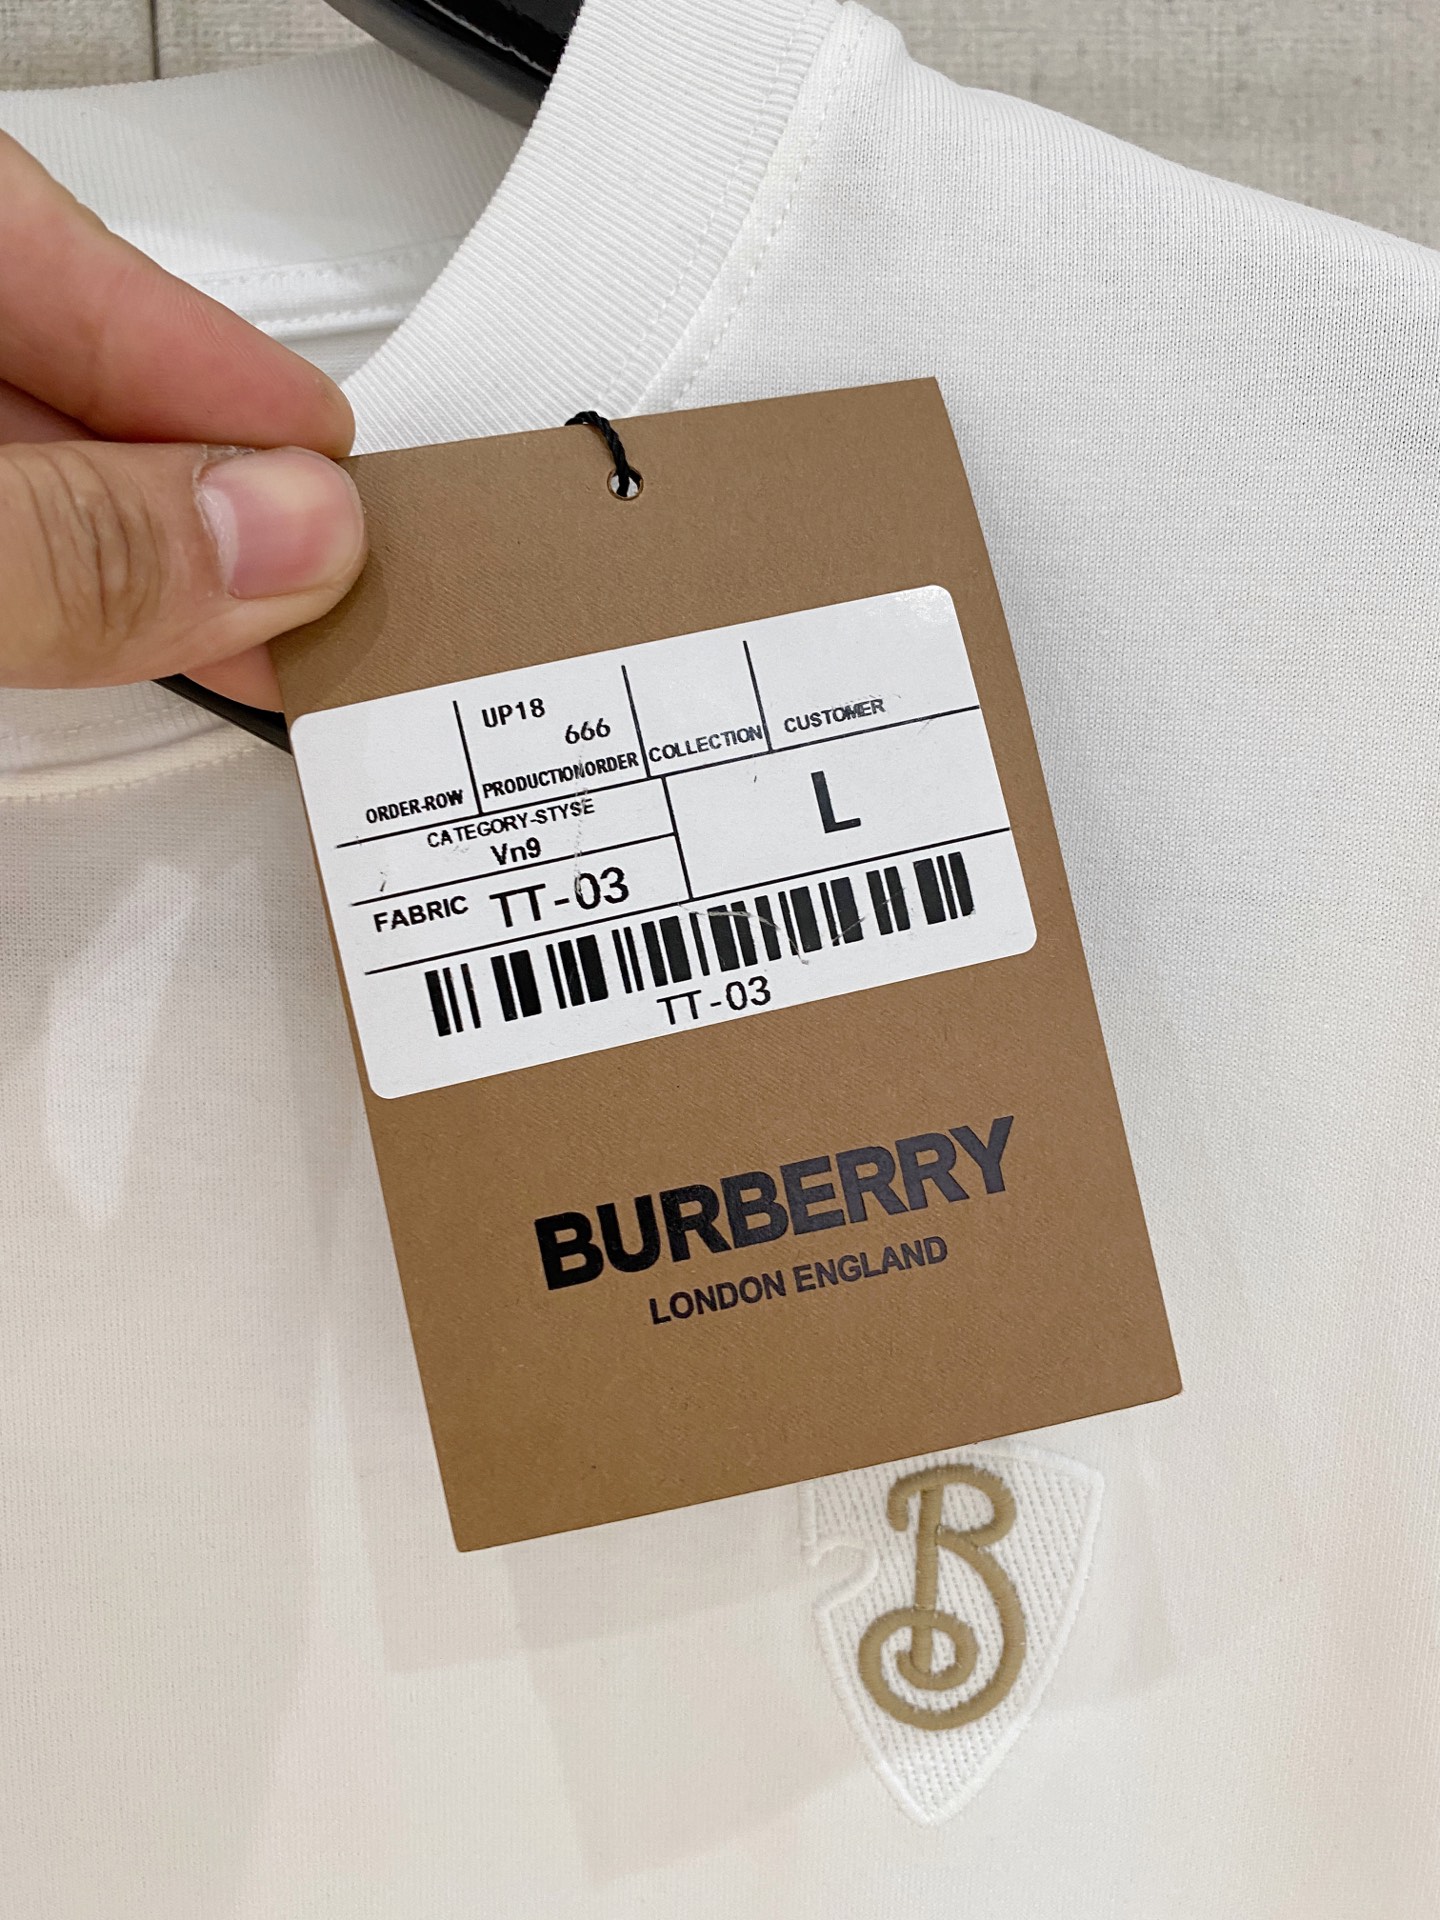 UP18
666
ORDER-ROW PRODUCTIONORDER COLLECTION CUSTOMER
CATEGORY-STYSE
Vn9
L
FABRIC TT-03
TT-03
BURBERRY
LONDON ENGLAND
B